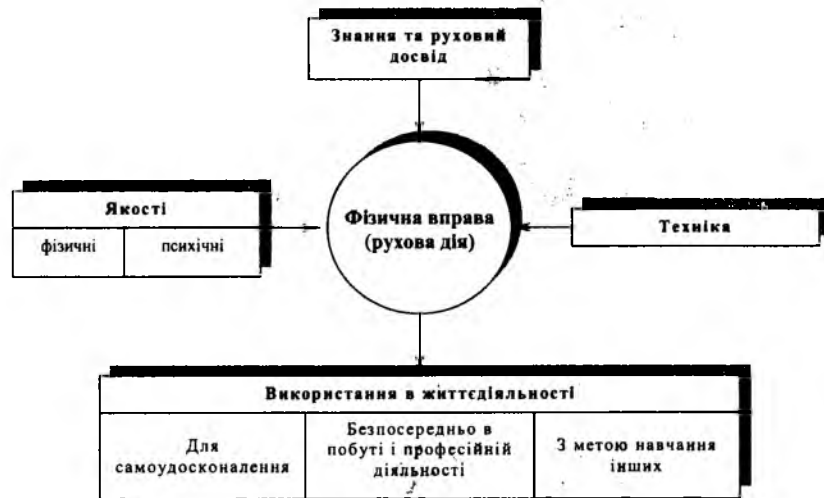 Знання та руховий
досвід
Якості
фізичні
психічні
Фізична вправа
(рухова дія)
Техніка
Використання в життєдіяльності
Для
самоудосконалення
Безпосередньо в
побуті і професійній
діяльності
З метою навчання
інших